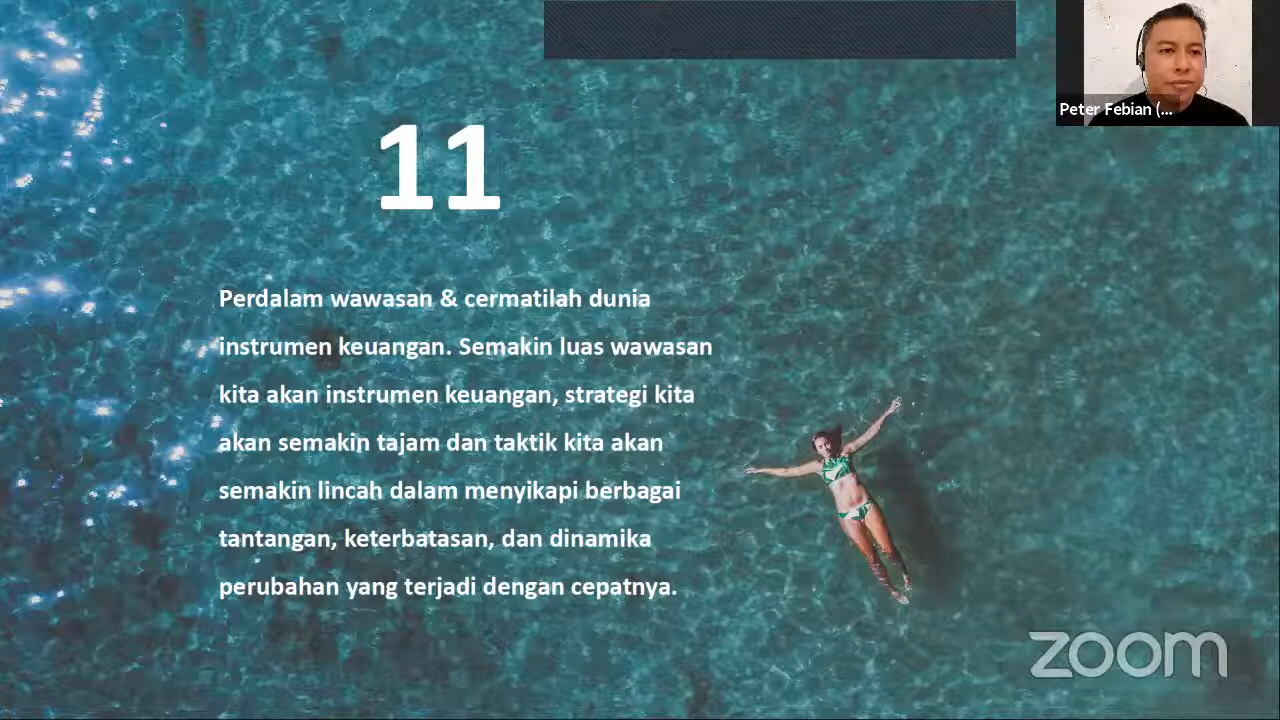 Peter Febian (...
11
Perdalam wawasan & cermatilah dunia
instrumen keuangan. Semakin luas wawasan
kita akan instrumen keuangan, strategi kita
akan semakin tajam dan taktik kita akan
semakin lincah dalam menyikapi berbagai
tantangan, keterbatasan, dan dinamika
perubahan yang terjadi dengan cepatnya.
zoom